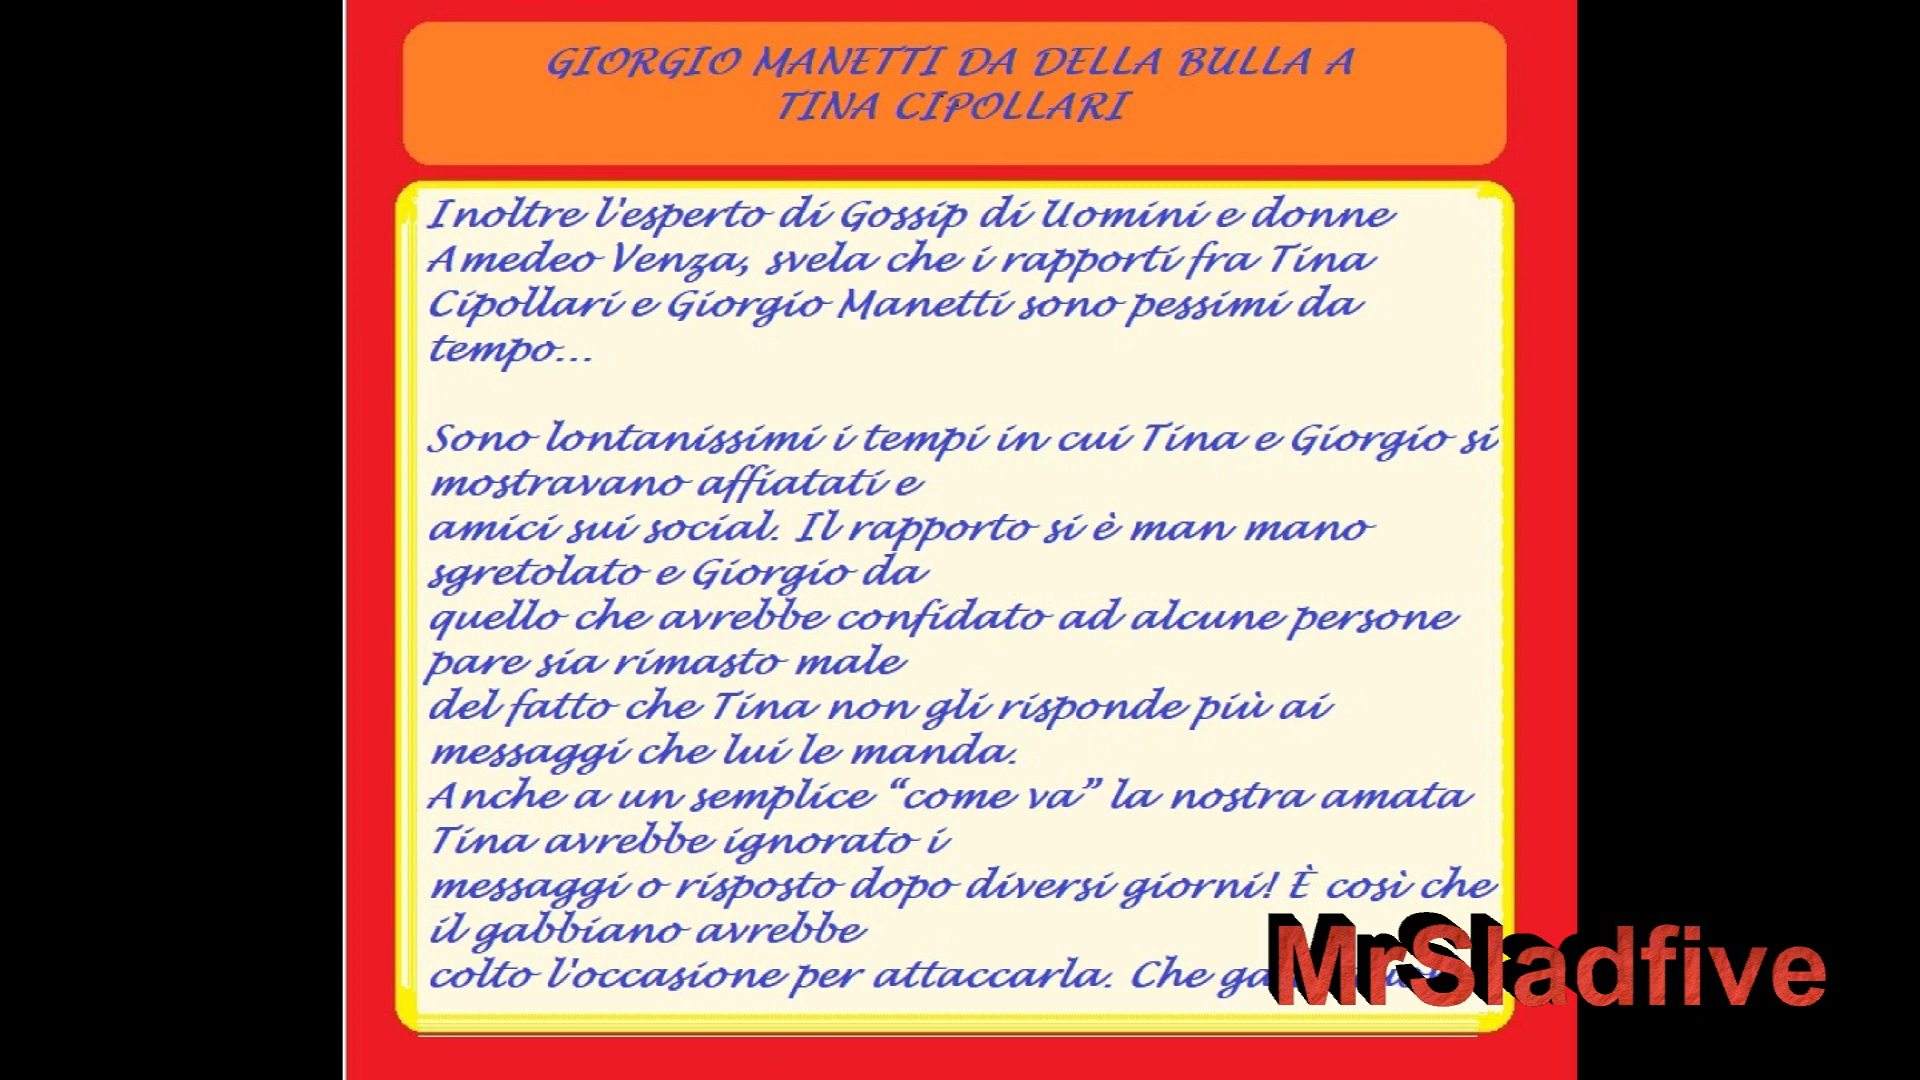 GIORGIO MANETTI DA DELLA BULLA A
TINA CIPOLLARI
Inoltre l'esperto di Gossip di Uomini e donne
Amedeo Venza, svela che i rapporti fra Tina
Cipollari e Giorgio Manetti sono pessimi da
tempo...
Sono lontanissimi i tempi in cui Tina e Giorgio si
mostravano affiatati e
amici sui social. Il rapporto si è man mano
sgretolato e Giorgio da
quello che avrebbe confidato ad alcune persone
pare sia rimasto male
del fatto che Tina non gli risponde più ai
messaggi che lui le manda.
Anche a un semplice “come va” la nostra amata
Tina avrebbe ignorato i
messaggi o risposto dopo diversi giorni! È così che
il gabbiano avrebbe
colto l'occasione per attaccarla. Che
MrSladfive